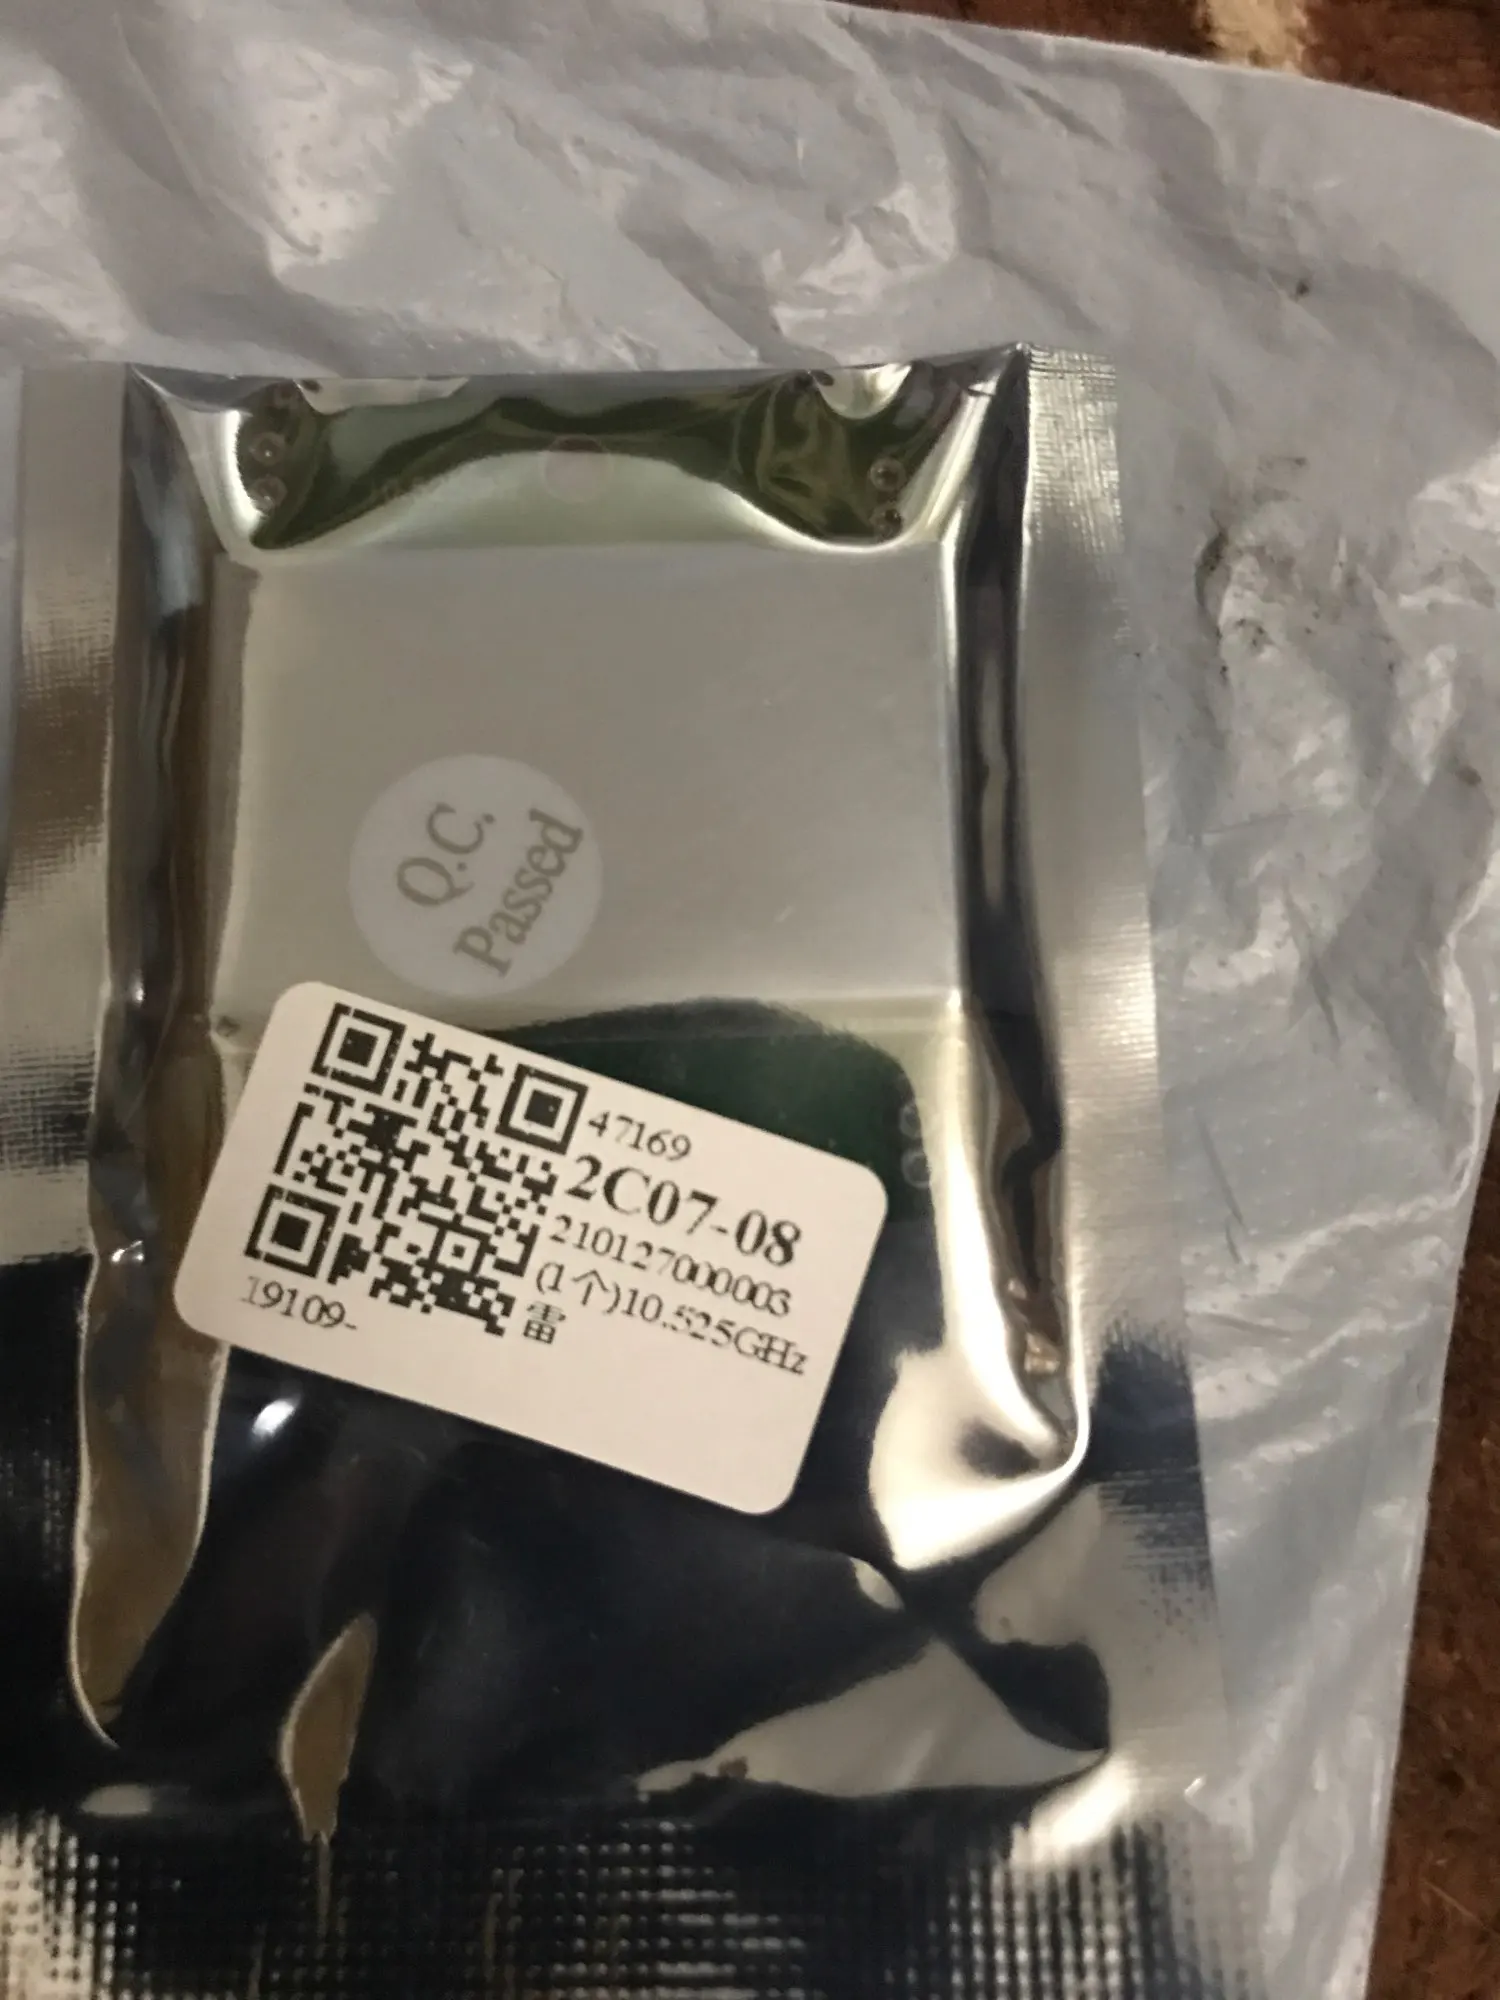 Q.C.
Passed
47169
2C07-08
210127000003
(1个)10.525GHz
雷
19109-